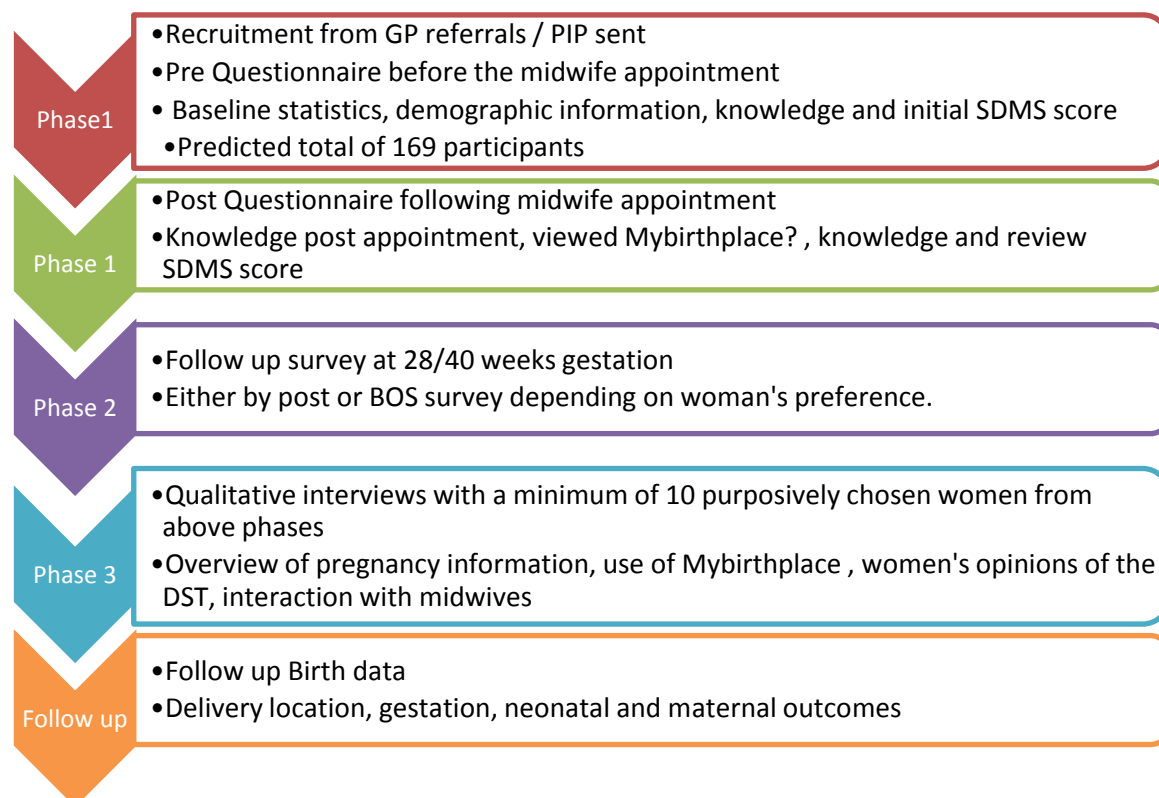 Phase1
•Recruitment from GP referrals / PIP sent
•Pre Questionnaire before the midwife appointment
• Baseline statistics, demographic information, knowledge and initial SDMS score
•Predicted total of 169 participants
Phase 1
•Post Questionnaire following midwife appointment
•Knowledge post appointment, viewed Mybirthplace? , knowledge and review
SDMS score
Phase 2
•Follow up survey at 28/40 weeks gestation
•Either by post or BOS survey depending on woman's preference.
Phase 3
•Qualitative interviews with a minimum of 10 purposively chosen women from
above phases
•Overview of pregnancy information, use of Mybirthplace , women's opinions of the
DST, interaction with midwives
Follow up
•Follow up Birth data
•Delivery location, gestation, neonatal and maternal outcomes